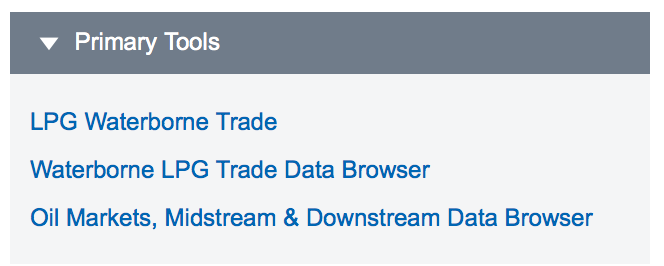 Primary Tools
LPG Waterborne Trade
Waterborne LPG Trade Data Browser
Oil Markets, Midstream & Downstream Data Browser